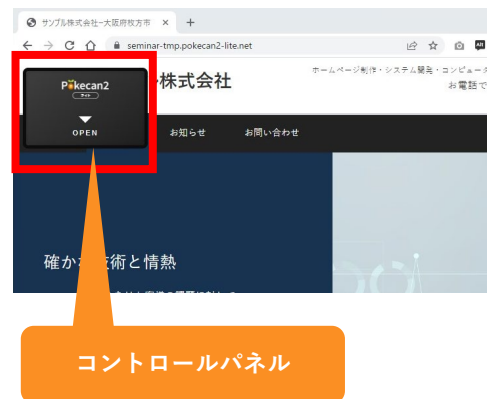 サンプル株式会社-大阪府枚方市
seminar-tmp.pokecan2-lite.net
ホームページ制作・システム開発・コンピュータ
株式会社
お電話で
Pokecan2
ライト
OPEN
お知らせ
お問い合わせ
確か
術と情熱
コントロールパネル